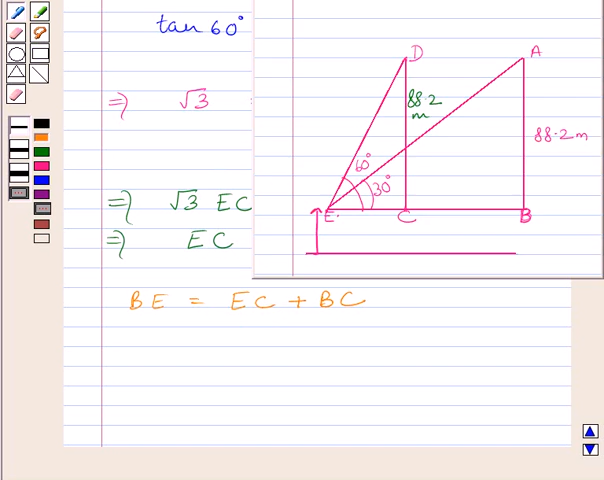 tan 60°
⇒ √3 =
⇒ √3 EC
⇒ EC
BE = EC + BC
D
A
88.2
m
88.2 m
60°
30°
E
C
B